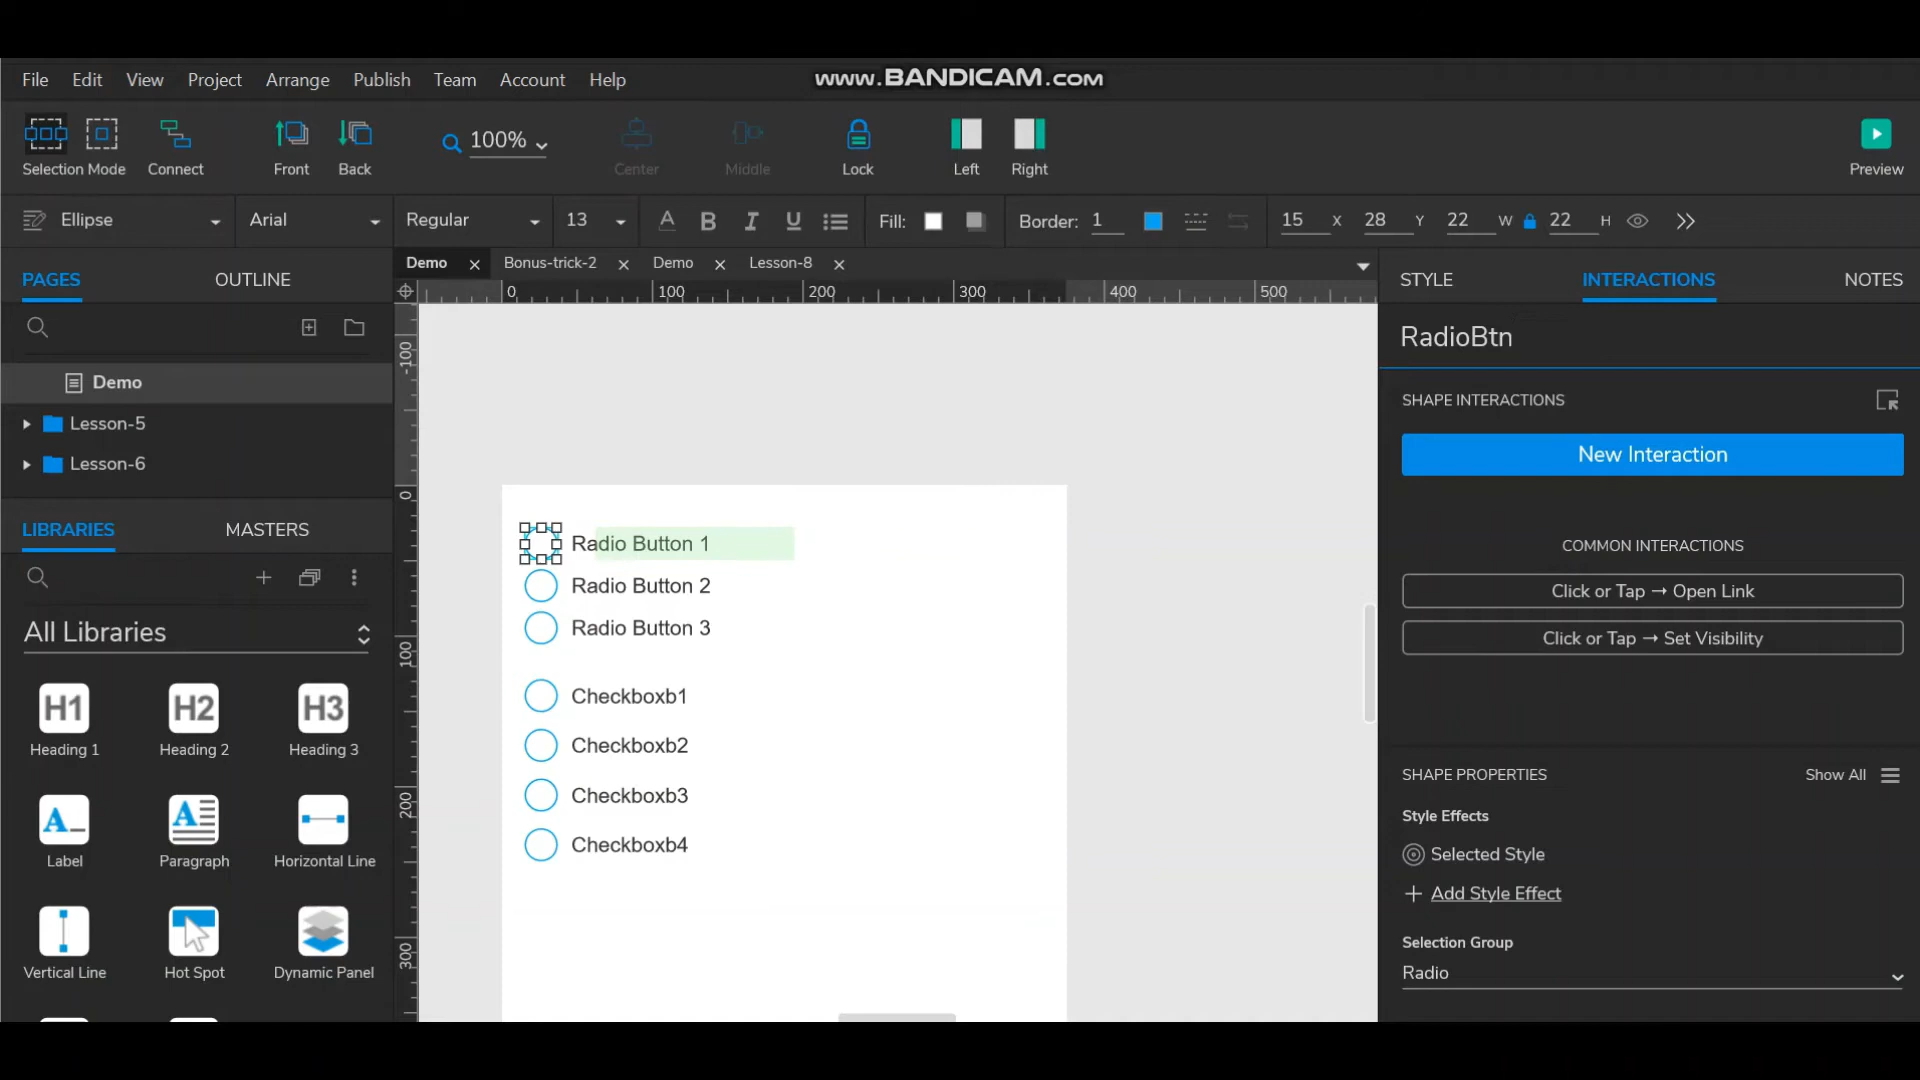 www.BANDICAM.com
File Edit View Project Arrange Publish Team Account Help
100%
Selection Mode Connect Front Back Center Middle Lock Left Right Preview
Ellipse Arial Regular 13 A B I U Fill: Border: 1 15 X 28 Y 22 W 22 H
Demo Bonus-trick-2 Demo Lesson-8
PAGES OUTLINE
0 100 200 300 400 500
STYLE INTERACTIONS NOTES
RadioBtn
-100
Demo
SHAPE INTERACTIONS
Lesson-5
New Interaction
Lesson-6
0
LIBRARIES MASTERS
Radio Button 1
COMMON INTERACTIONS
Radio Button 2
Click or Tap → Open Link
Radio Button 3
All Libraries
Click or Tap → Set Visibility
100
Checkboxb1
H1 H2 H3
Heading 1 Heading 2 Heading 3
Checkboxb2
SHAPE PROPERTIES Show All
Checkboxb3
200
Style Effects
A A
Checkboxb4
Selected Style
Label Paragraph Horizontal Line
Add Style Effect
Selection Group
300
Vertical Line Hot Spot Dynamic Panel
Radio